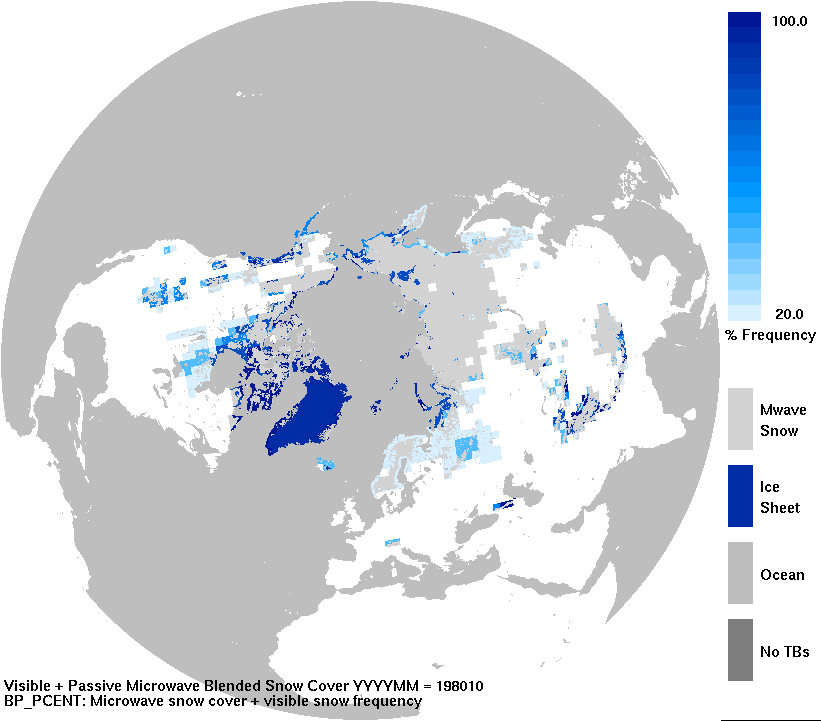 100.0
20.0
% Frequency
Mwave
Snow
Ice
Sheet
Ocean
No TBs
Visible + Passive Microwave Blended Snow Cover YYYYMM = 198010
BP_PCENT: Microwave snow cover + visible snow frequency